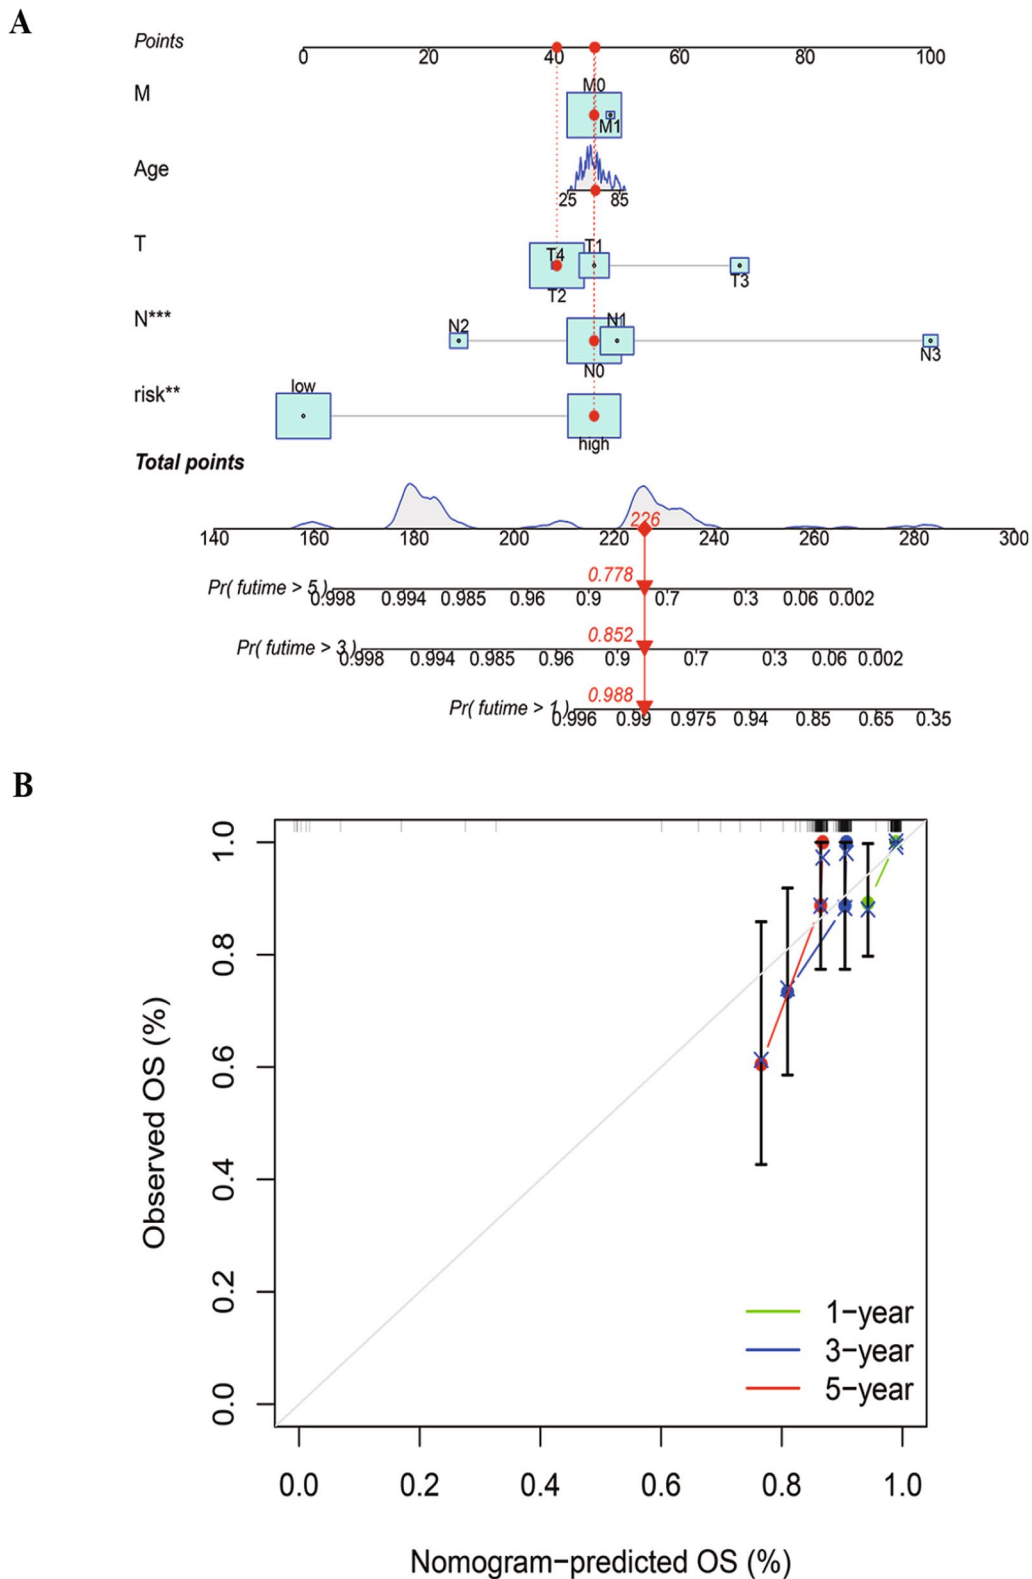 A
Points
0 20 40 60 80 100
M
M0
M1
Age
25 85
T
T4
T1
T2
T3
N***
N2
N1
N0
N3
risk**
low
high
Total points
226
140 160 180 200 220 240 260 280 300
0.778
Pr( futime > 5 )
0.998 0.994 0.985 0.96 0.9 0.7 0.3 0.06 0.002
0.852
Pr( futime > 3 )
0.998 0.994 0.985 0.96 0.9 0.7 0.3 0.06 0.002
0.988
Pr( futime > 1 )
0.996 0.99 0.975 0.94 0.85 0.65 0.35
B
Observed OS (%)
1.0
0.8
0.6
0.4
0.2
0.0
1−year
3−year
5−year
0.0 0.2 0.4 0.6 0.8 1.0
Nomogram−predicted OS (%)